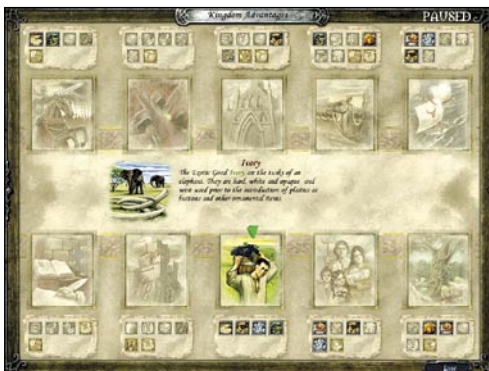 Kingdom Advantages
PAUSED
Ivory
The Exotic Good Ivory are the tusks of an
elephant. They are hard, white and opaque and
were used prior to the introduction of plastics as
buttons and other ornamental items.